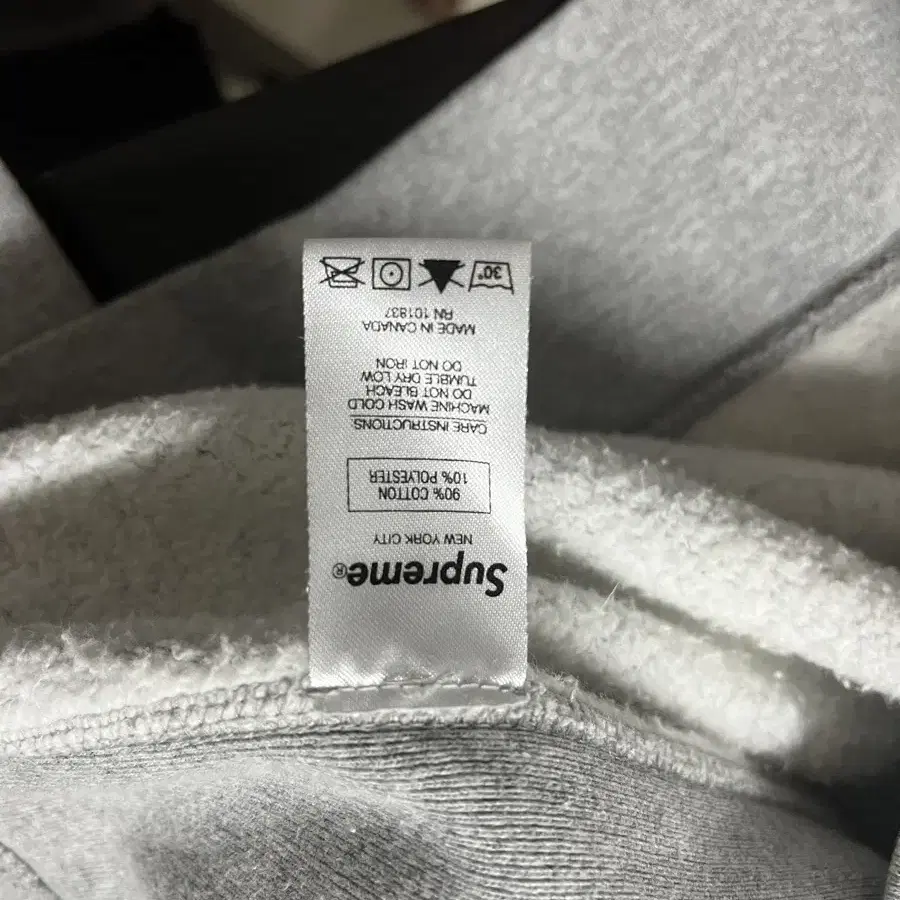 Supreme®
NEW YORK CITY
90% COTTON
10% POLYESTER
CARE INSTRUCTIONS
MACHINE WASH COLD
DO NOT BLEACH
TUMBLE DRY LOW
DO NOT IRON
MADE IN CANADA
RN 101837
30°